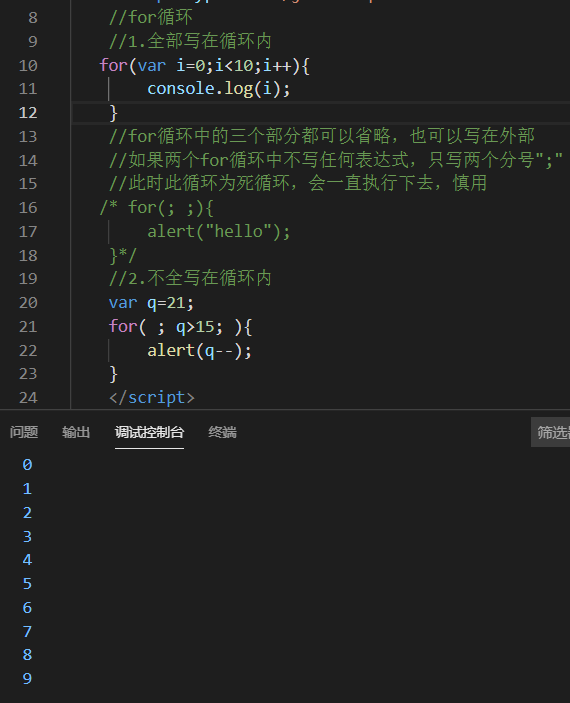 8 //for循环
9 //1.全部写在循环内
10 for(var i=0;i<10;i++){
11 console.log(i);
12 }
13 //for循环中的三个部分都可以省略，也可以写在外部
14 //如果两个for循环中不写任何表达式，只写两个分号";"
15 //此时此循环为死循环，会一直执行下去，慎用
16 /* for(; ;){
17 alert("hello");
18 }*/
19 //2.不全写在循环内
20 var q=21;
21 for( ; q>15; ){
22 alert(q--);
23 }
24 </script>
问题 输出 调试控制台 终端 筛选
0
1
2
3
4
5
6
7
8
9